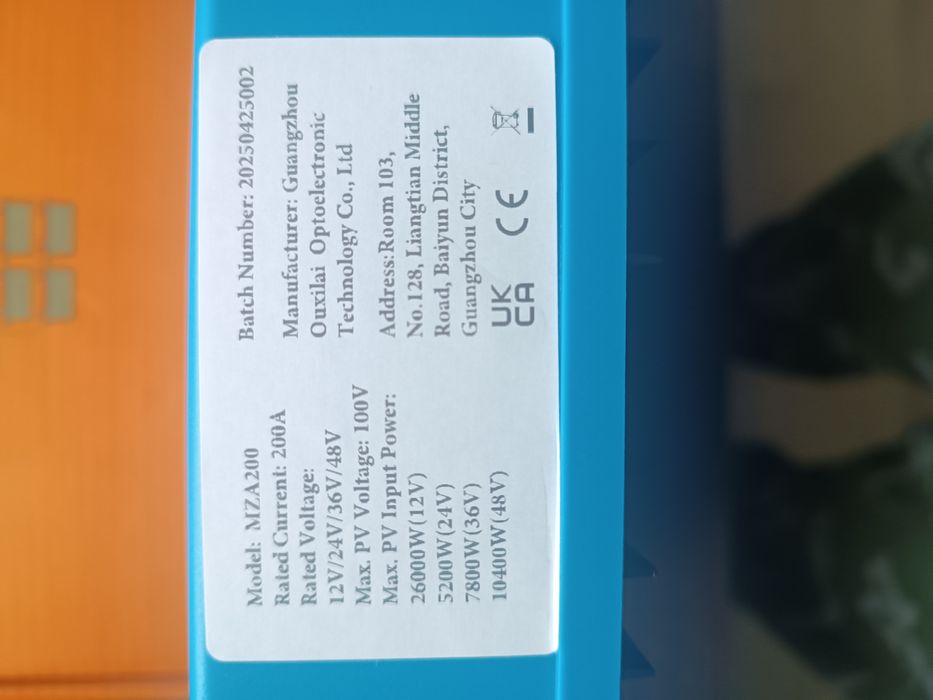 Model: MZA200
Rated Current: 200A
Rated Voltage:
12V/24V/36V/48V
Max. PV Voltage: 100V
Max. PV Input Power:
26000W(12V)
5200W(24V)
7800W(36V)
10400W(48V)
Batch Number: 20250425002
Manufacturer: Guangzhou
Ouxilai Optoelectronic
Technology Co., Ltd
Address:Room 103,
No.128, Liangtian Middle
Road, Baiyun District,
Guangzhou City
UK
CA
CE